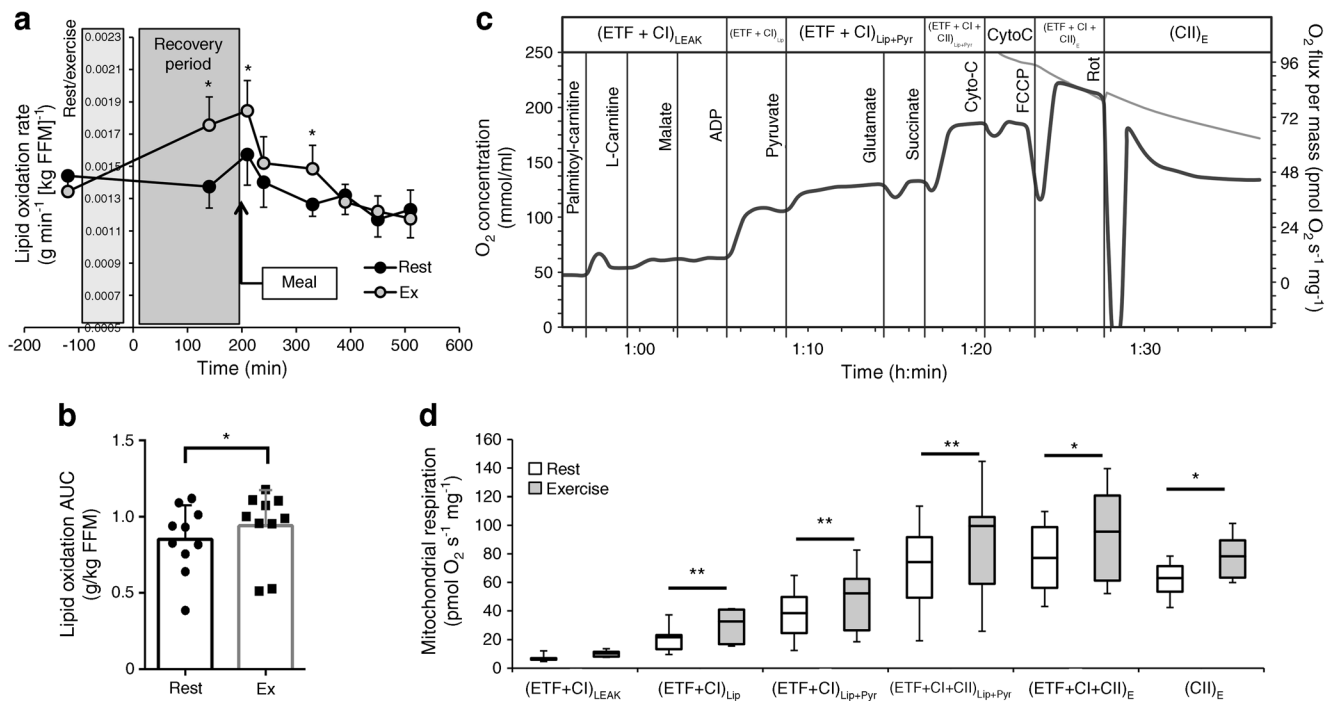 a
Lipid oxidation rate
(g min⁻¹ [kg FFM]⁻¹
Rest/exercise
0.0023
0.0021
0.0019
0.0017
0.0015
0.0013
0.0011
0.0009
0.0007
0.0005
Recovery
period
*
*
*
Meal
Rest
Ex
-200
-100
0
100
200
300
400
500
600
Time (min)
b
Lipid oxidation AUC
(g/kg FFM)
1.5
1.0
0.5
0
*
Rest
Ex
c
O₂ concentration
(mmol/ml)
250
200
150
100
50
0
(ETF + CI)LEAK
(ETF + CI)Lip
(ETF + CI)Lip+Pyr
(ETF + CI +
CII)Lip+Pyr
CytoC
(ETF + CI +
CII)E
(CII)E
Palmitoyl-carnitine
L-Carnitine
Malate
ADP
Pyruvate
Glutamate
Succinate
Cyto-C
FCCP
Rot
96
72
48
24
0
O₂ flux per
mass (pmol O₂ s⁻¹ mg⁻¹)
1:00
1:10
1:20
1:30
Time (h:min)
d
Mitochondrial respiration
(pmol O₂ s⁻¹ mg⁻¹)
160
140
120
100
80
60
40
20
0
Rest
Exercise
**
**
**
*
*
(ETF+CI)LEAK
(ETF+CI)Lip
(ETF+CI)Lip+Pyr
(ETF+CI+CII)Lip+Pyr
(ETF+CI+CII)E
(CII)E